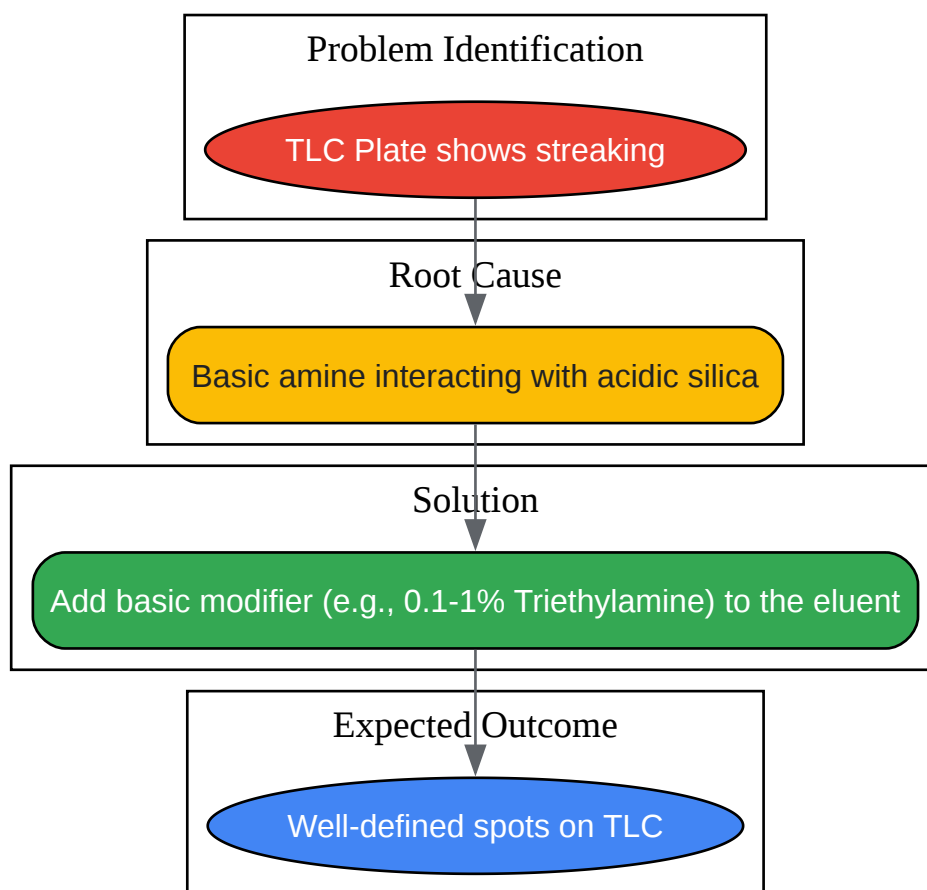 Problem Identification
TLC Plate shows streaking
Root Cause
Basic amine interacting with acidic silica
Solution
Add basic modifier (e.g., 0.1-1% Triethylamine) to the eluent
Expected Outcome
Well-defined spots on TLC